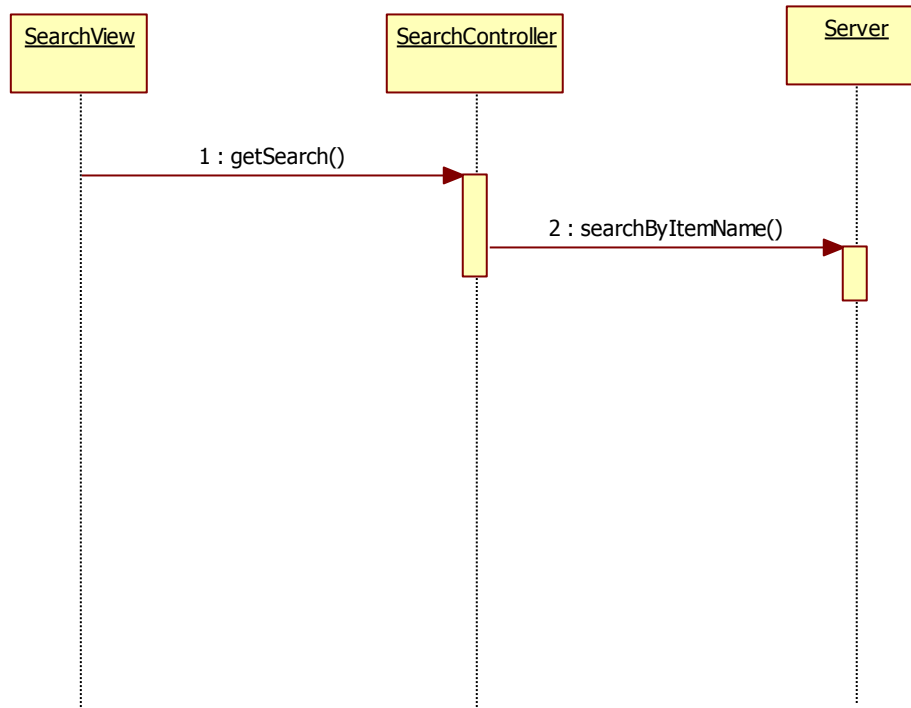 SearchView
SearchController
Server
1 : getSearch()
2 : searchByItemName()